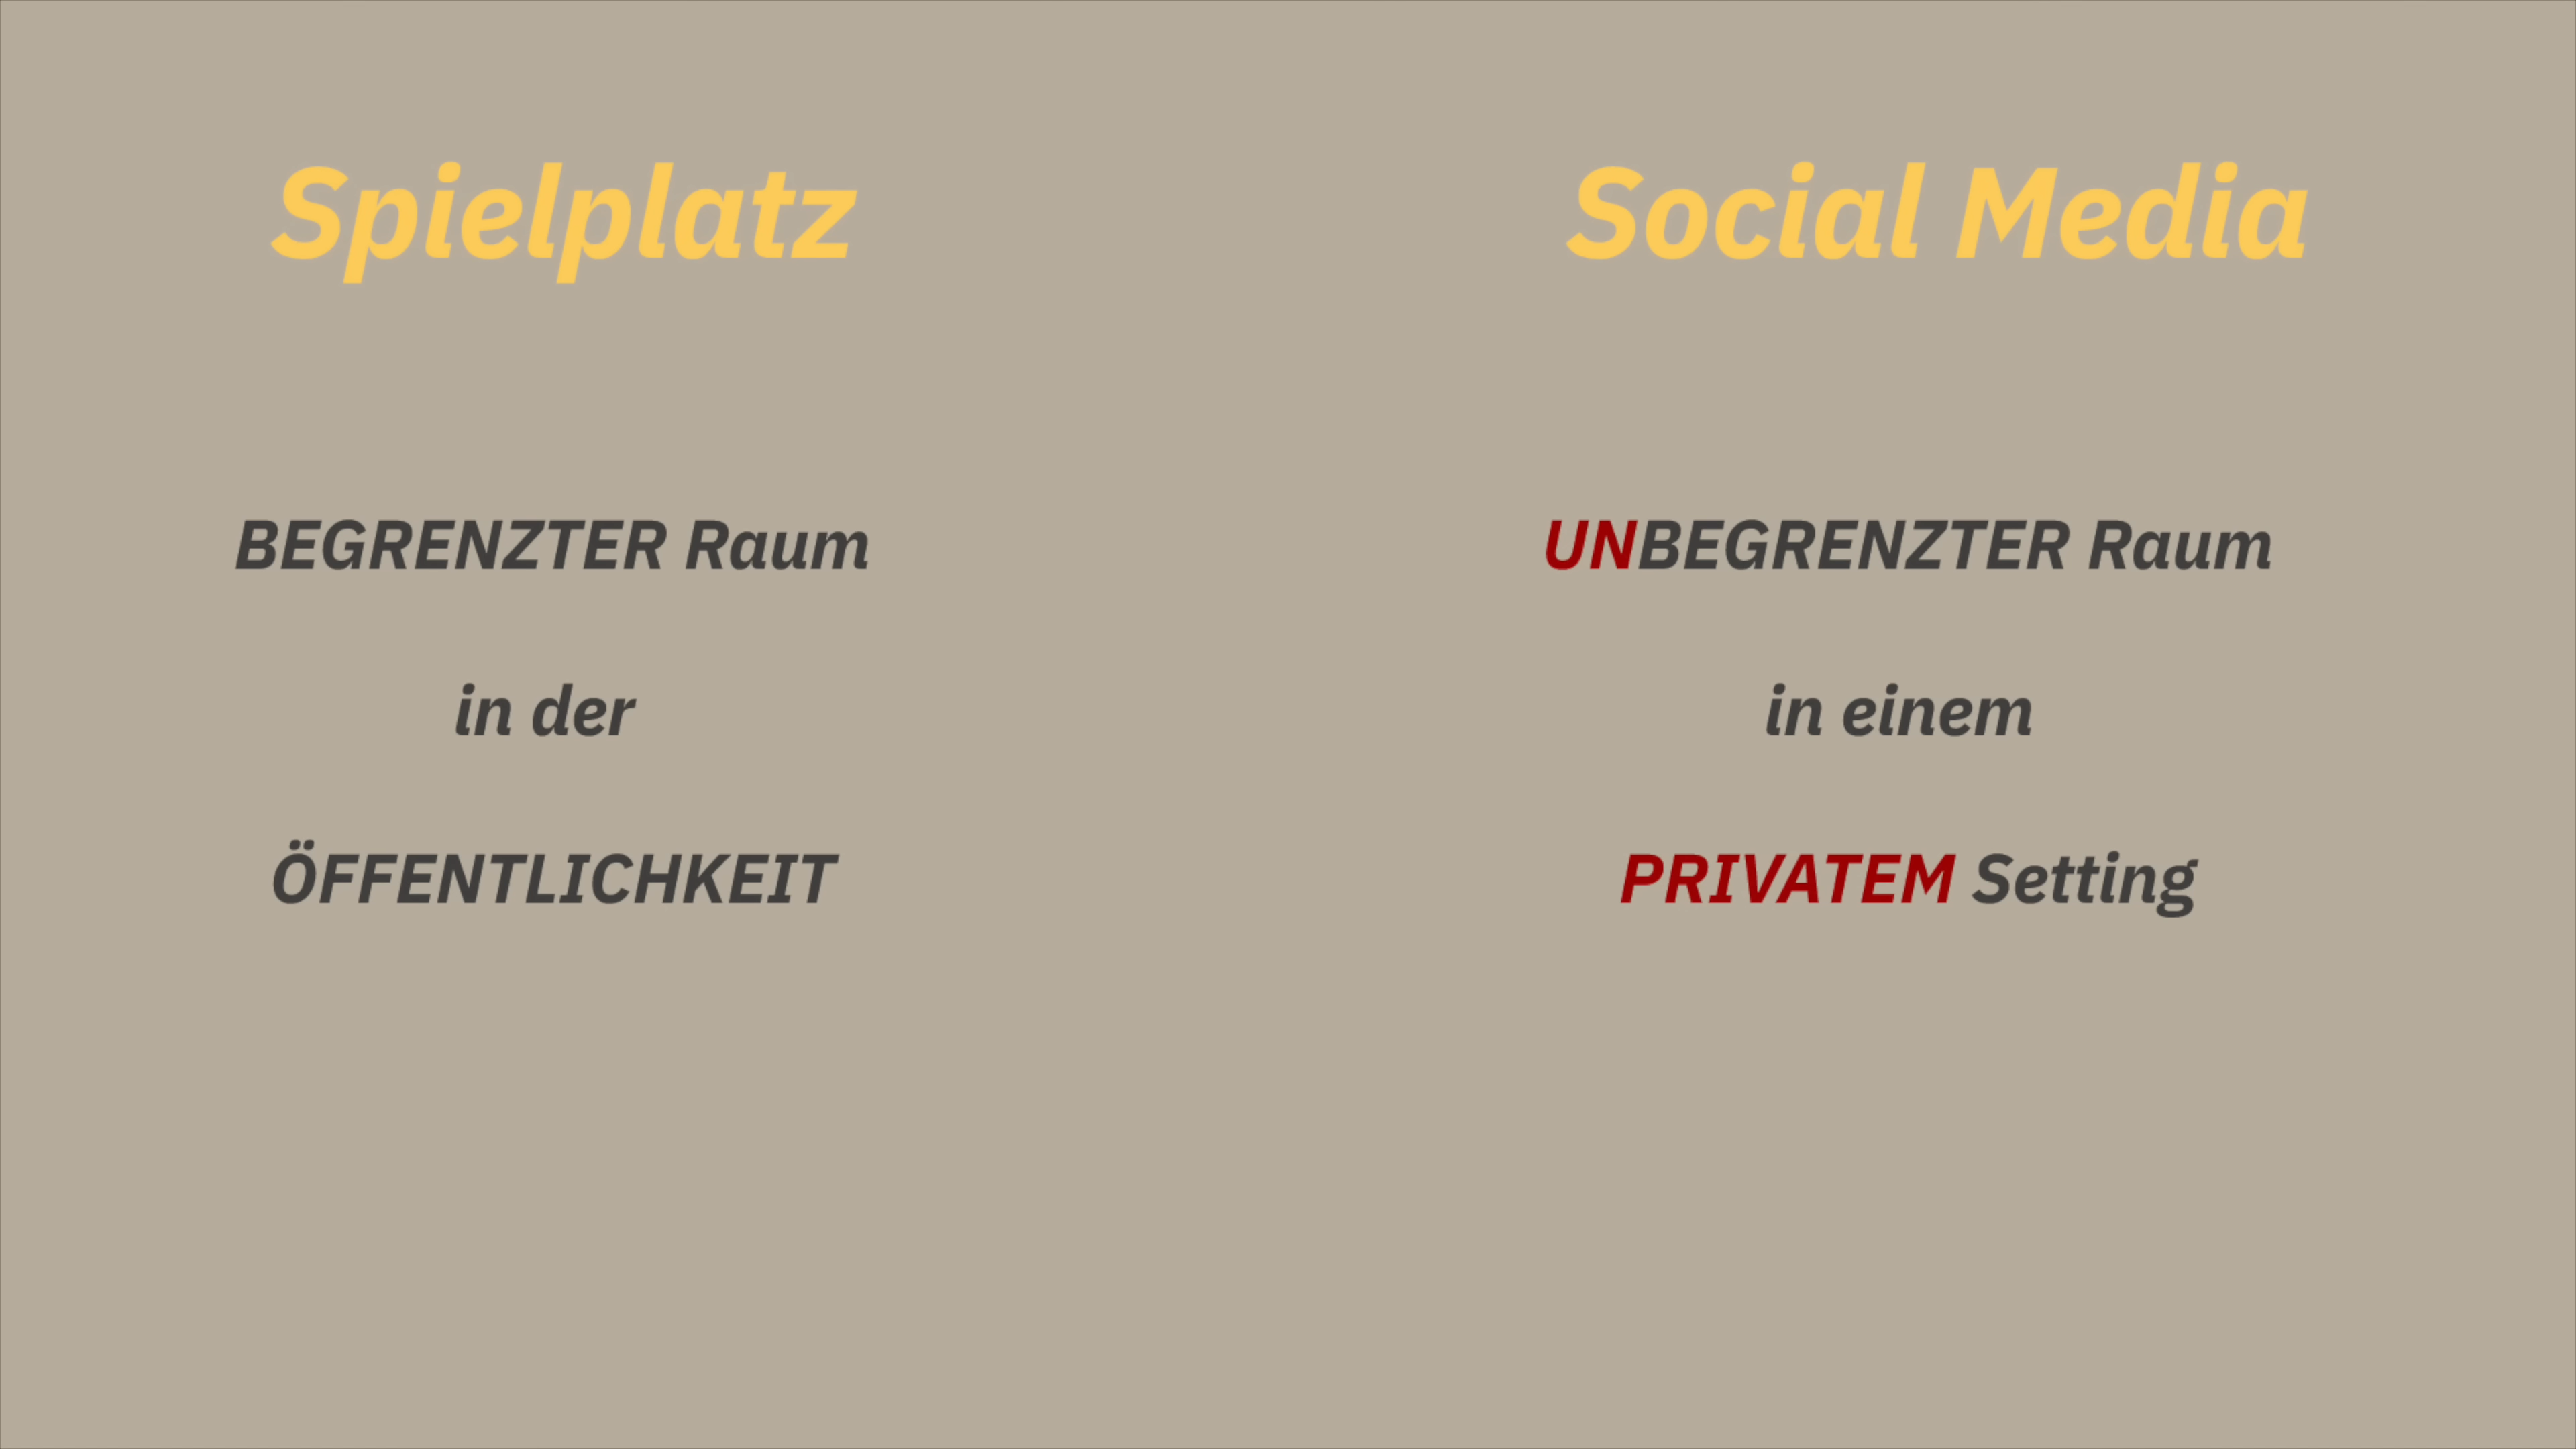 Spielplatz
BEGRENZTER Raum
in der
ÖFFENTLICHKEIT
Social Media
UNBEGRENZTER Raum
in einem
PRIVATEM Setting